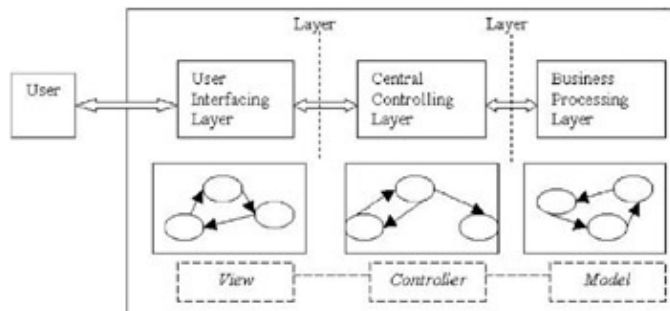 Layer
Layer
User
User
Interfacing
Layer
Central
Controlling
Layer
Business
Processing
Layer
View
Controller
Model